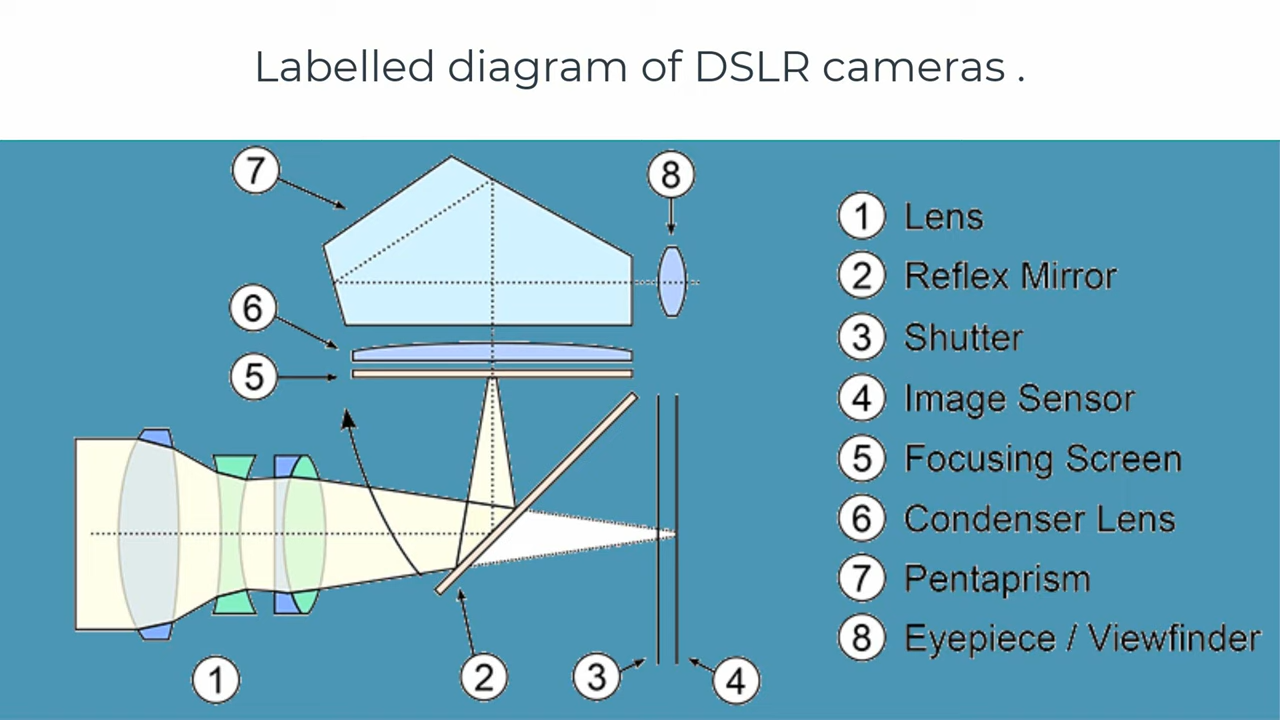 Labelled diagram of DSLR cameras .
7
8
6
5
1
2
3
4
1 Lens
2 Reflex Mirror
3 Shutter
4 Image Sensor
5 Focusing Screen
6 Condenser Lens
7 Pentaprism
8 Eyepiece / Viewfinder